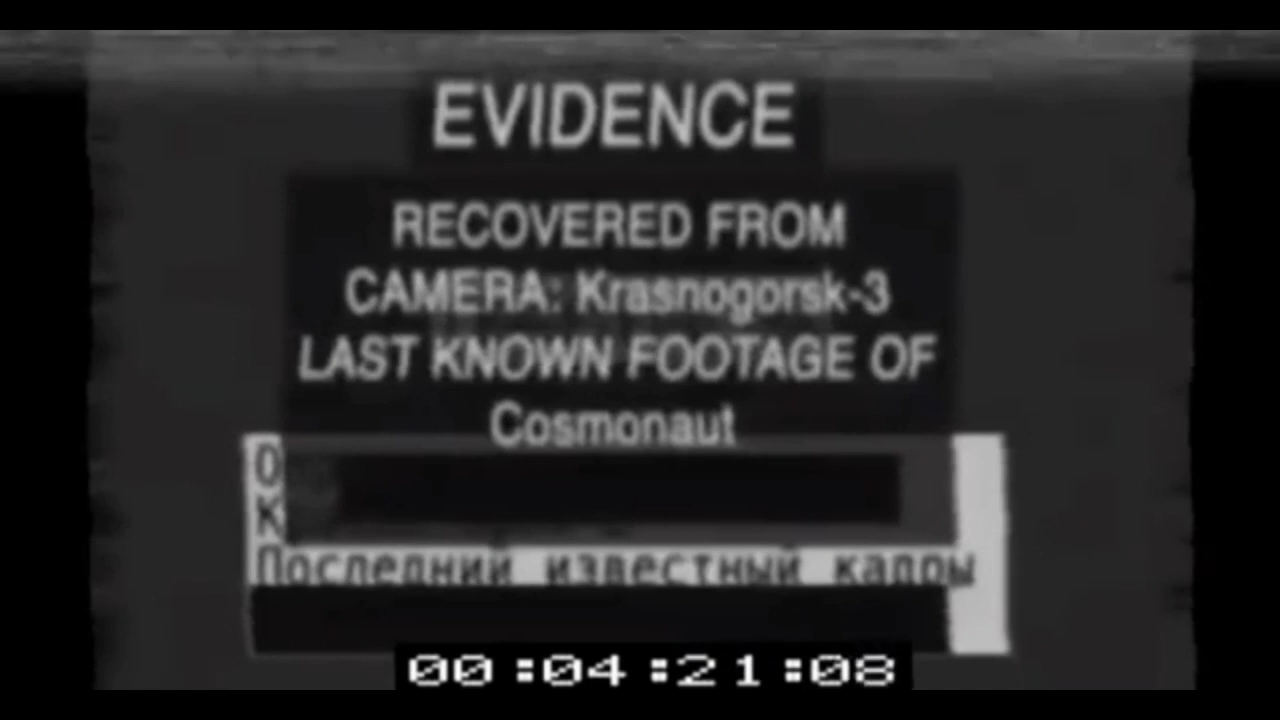 EVIDENCE
RECOVERED FROM
CAMERA: Krasnogorsk-3
LAST KNOWN FOOTAGE OF
Cosmonaut
О
К
Последний известный кадры
00:04:21:08